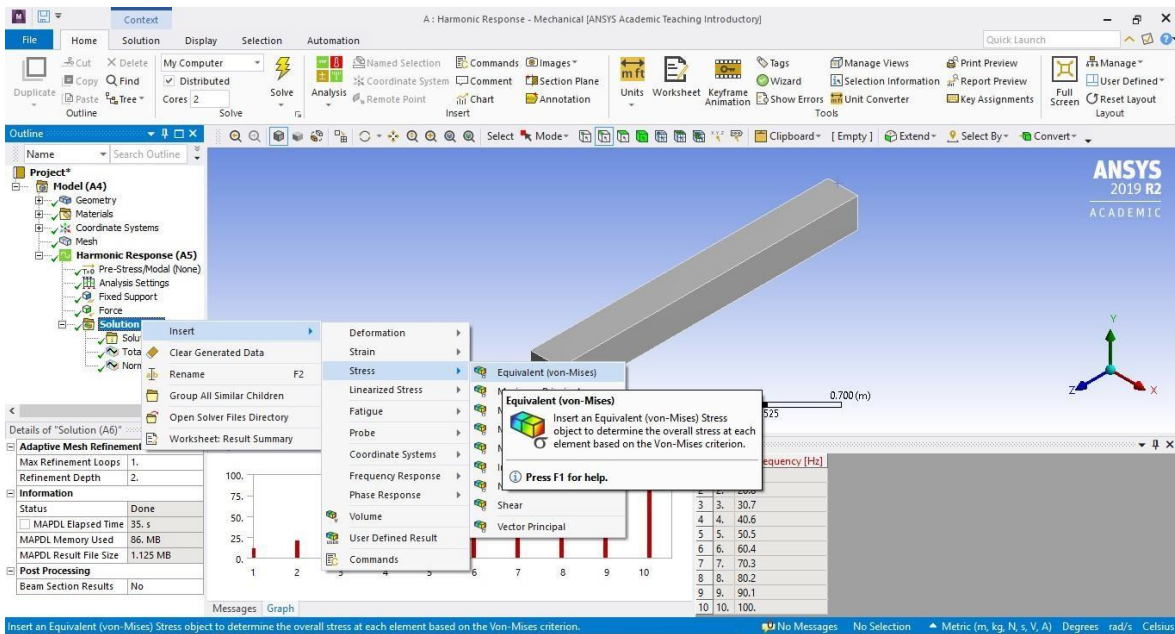 Context
A : Harmonic Response - Mechanical [ANSYS Academic Teaching Introductory]
File Home Solution Display Selection Automation
Quick Launch
Cut Delete My Computer
Copy Find Distributed
Duplicate Paste Tree Cores 2 Solve
Outline Solve
Analysis Named Selection Commands Images
Coordinate System Comment Section Plane
Remote Point Chart Annotation
Insert
Units Worksheet Keyframe Animation
Tags Manage Views Print Preview
Wizard Selection Information Report Preview
Show Errors Unit Converter Key Assignments
Tools
Full Screen Manage
User Defined
Reset Layout
Layout
Outline
Select Mode Clipboard [ Empty ] Extend Select By Convert
Name Search Outline
Project*
Model (A4)
Geometry
Materials
Coordinate Systems
Mesh
Harmonic Response (A5)
Pre-Stress/Modal (None)
Analysis Settings
Fixed Support
Force
Solution
Solu
Tota
Norm
ANSYS
2019 R2
ACADEMIC
Insert
Clear Generated Data
Rename F2
Group All Similar Children
Open Solver Files Directory
Worksheet: Result Summary
Deformation
Strain
Stress
Linearized Stress
Fatigue
Probe
Coordinate Systems
Frequency Response
Phase Response
Volume
User Defined Result
Commands
Equivalent (von-Mises)
Shear
Vector Principal
Equivalent (von-Mises)
Insert an Equivalent (von-Mises) Stress
object to determine the overall stress at each
element based on the Von-Mises criterion.
Press F1 for help.
0.700 (m)
525
Y
Z X
Details of "Solution (A6)"
Adaptive Mesh Refinement
Max Refinement Loops 1.
Refinement Depth 2.
Information
Status Done
MAPDL Elapsed Time 35. s
MAPDL Memory Used 86. MB
MAPDL Result File Size 1.125 MB
Post Processing
Beam Section Results No
100.
75.
50.
25.
0.
1 2 3 4 5 6 7 8 9 10
equency [Hz]
3 3. 30.7
4 4. 40.6
5 5. 50.5
6 6. 60.4
7 7. 70.3
8 8. 80.2
9 9. 90.1
10 10. 100.
Messages Graph
Insert an Equivalent (von-Mises) Stress object to determine the overall stress at each element based on the Von-Mises criterion.
No Messages No Selection Metric (m, kg, N, s, V, A) Degrees rad/s Celsius